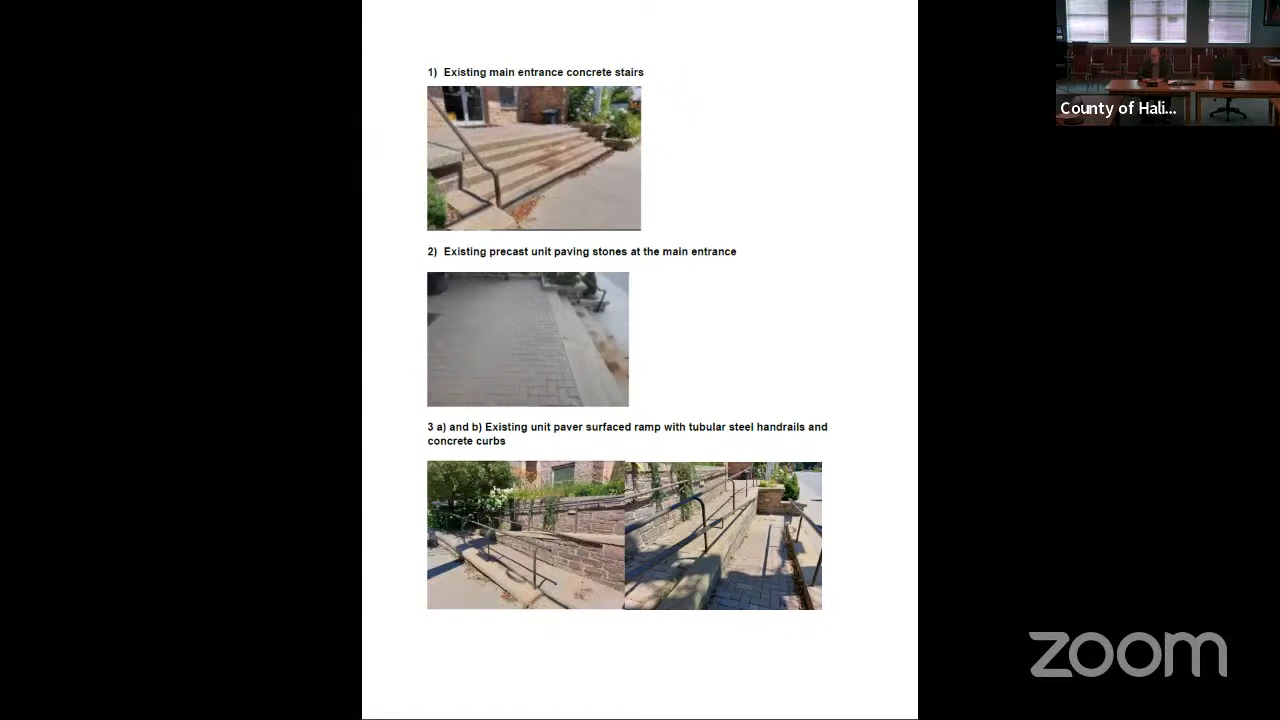 1) Existing main entrance concrete stairs
County of Hali...
2) Existing precast unit paving stones at the main entrance
3 a) and b) Existing unit paver surfaced ramp with tubular steel handrails and
concrete curbs
zoom